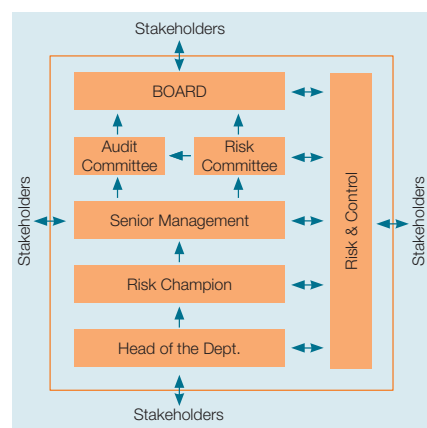 Stakeholders
BOARD
Audit
Committee
Risk
Committee
Senior Management
Risk Champion
Head of the Dept.
Risk & Control
Stakeholders
Stakeholders
Stakeholders